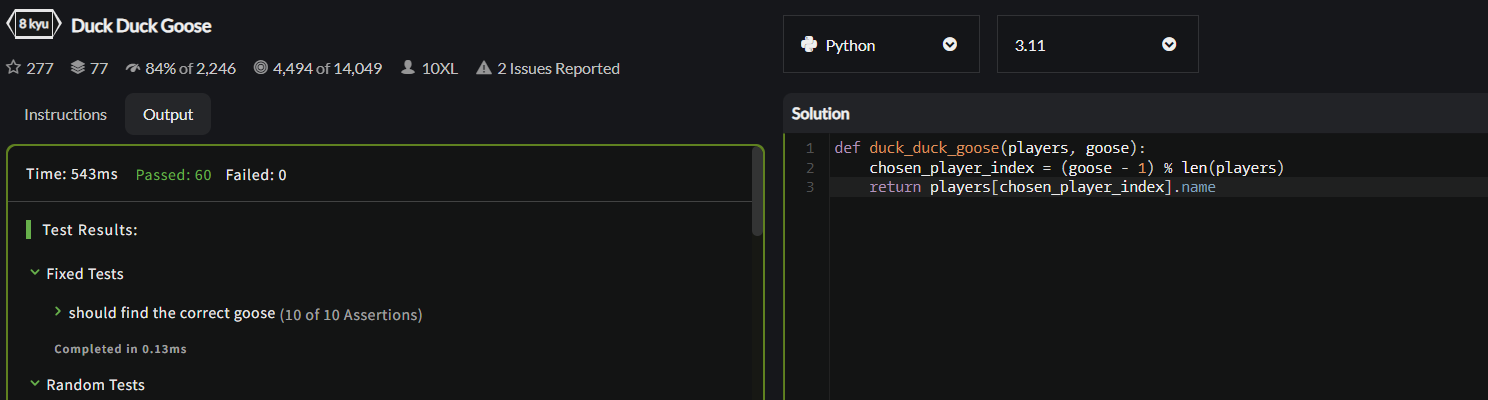 8 kyu Duck Duck Goose
277 77 84% of 2,246 4,494 of 14,049 10XL 2 Issues Reported
Instructions Output
Time: 543ms Passed: 60 Failed: 0
Test Results:
Fixed Tests
should find the correct goose (10 of 10 Assertions)
Completed in 0.13ms
Random Tests
Python 3.11
Solution
1 def duck_duck_goose(players, goose):
2     chosen_player_index = (goose - 1) % len(players)
3     return players[chosen_player_index].name